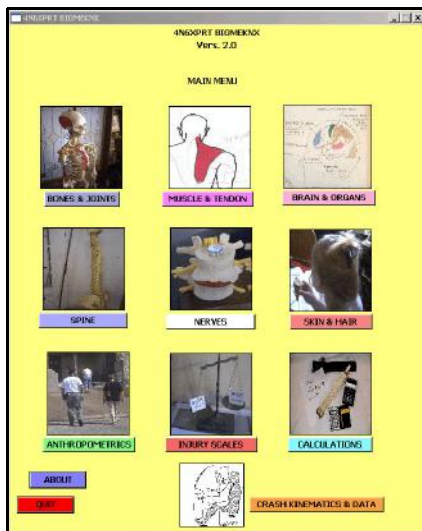 4N6XPRT BIOMEKNX
4N6XPRT BIOMEKNX
Vers. 2.0
MAIN MENU
BONES & JOINTS
MUSCLE & TENDON
BRAIN & ORGANS
SPINE
NERVES
SKIN & HAIR
ANTHROPOMETRICS
INJURY SCALES
CALCULATIONS
ABOUT
QUIT
CRASH KINEMATICS & DATA